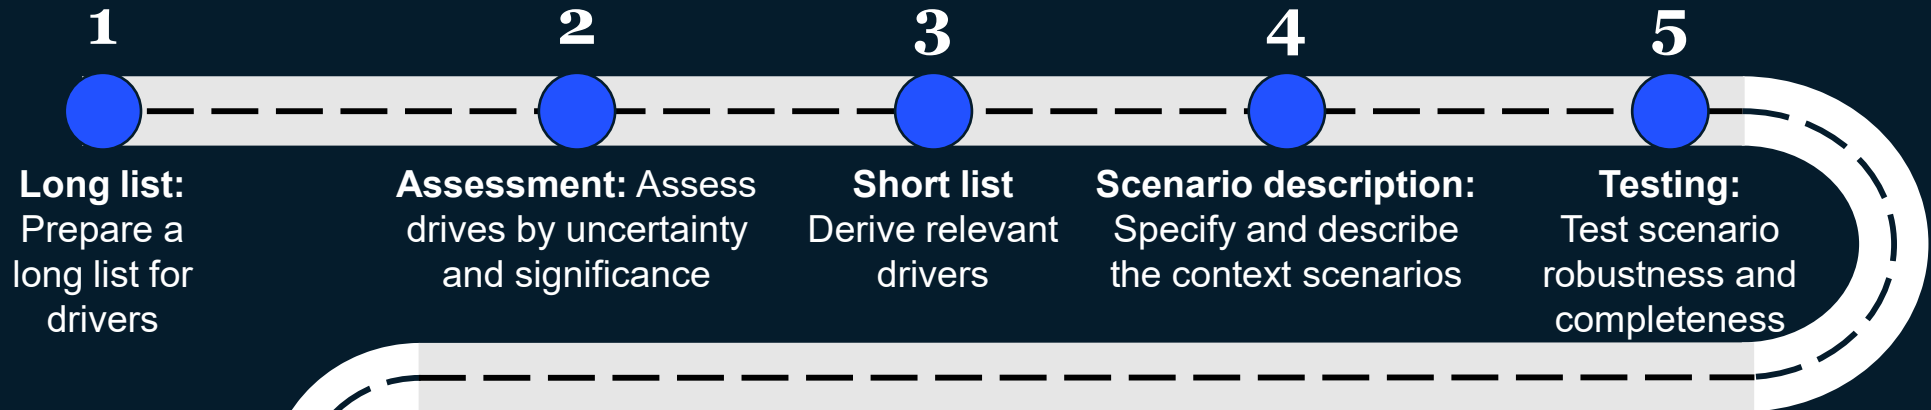 1
2
3
4
5
Long list:
Prepare a
long list for
drivers
Assessment: Assess
drives by uncertainty
and significance
Short list
Derive relevant
drivers
Scenario description:
Specify and describe
the context scenarios
Testing:
Test scenario
robustness and
completeness